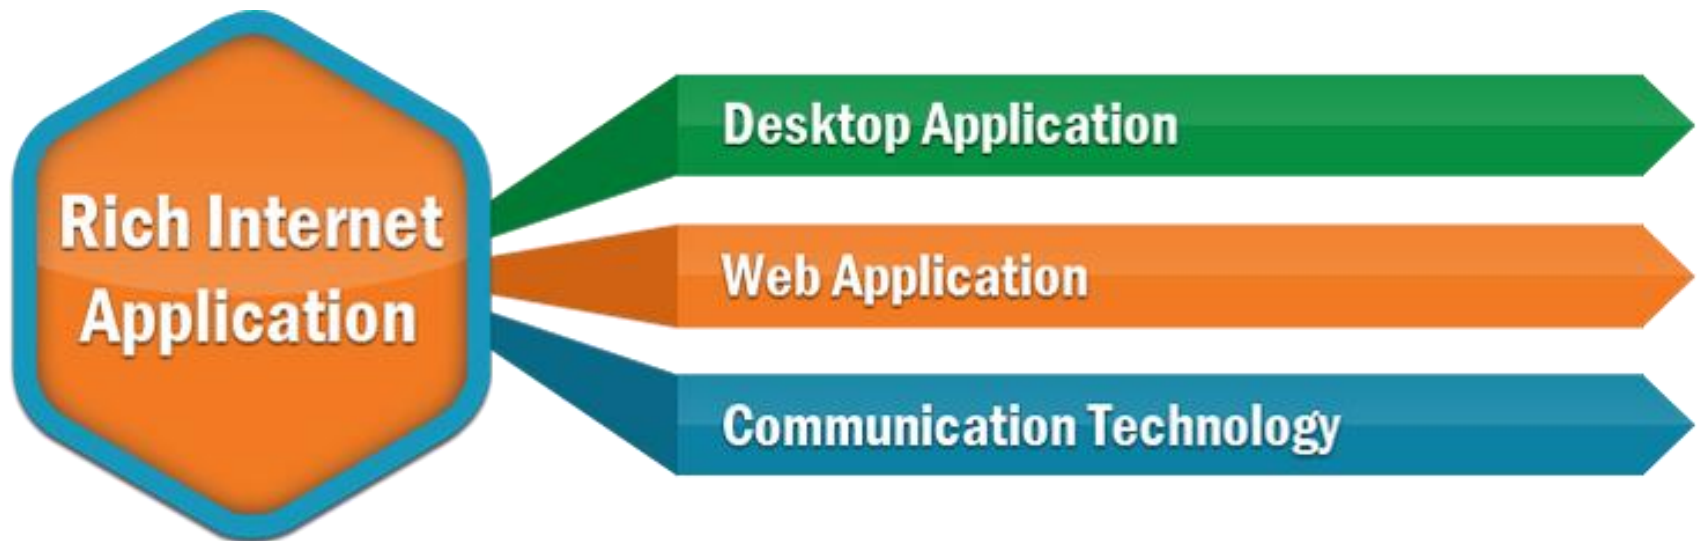 Rich Internet
Application
Desktop Application
Web Application
Communication Technology